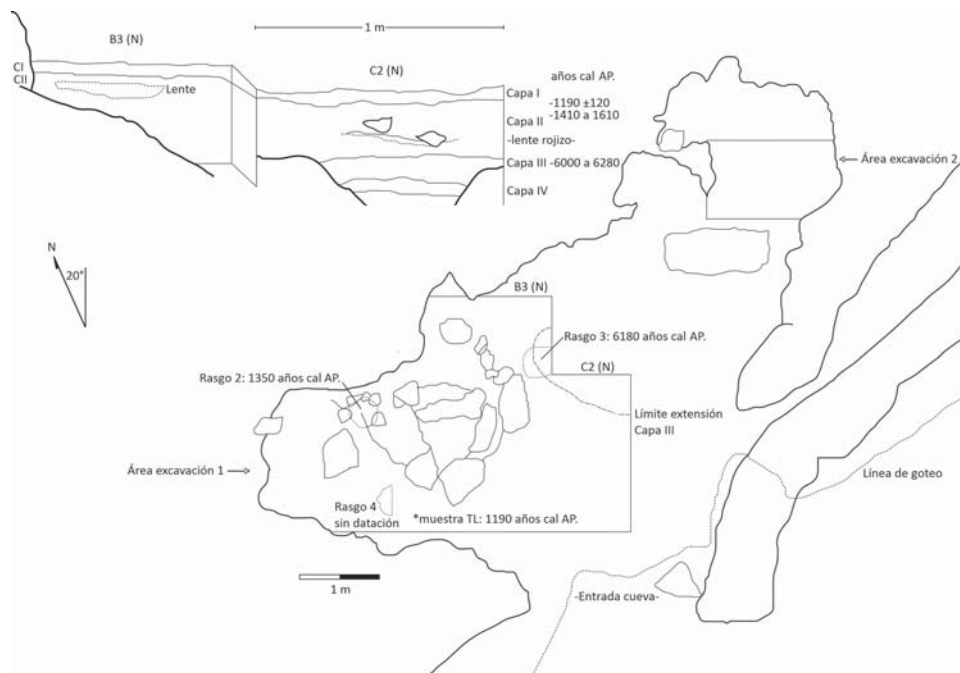 B3 (N)
1 m
C2 (N)
años cal AP.
CI
CII
Lente
Capa I
-1190 ±120
-1410 a 1610
Capa II
-lente rojizo-
Capa III -6000 a 6280
Capa IV
Área excavación 2
N
20°
B3 (N)
Rasgo 3: 6180 años cal AP.
C2 (N)
Rasgo 2: 1350 años cal AP.
Límite extensión
Capa III
Área excavación 1
Línea de goteo
Rasgo 4
sin datación
*muestra TL: 1190 años cal AP.
1 m
-Entrada cueva-